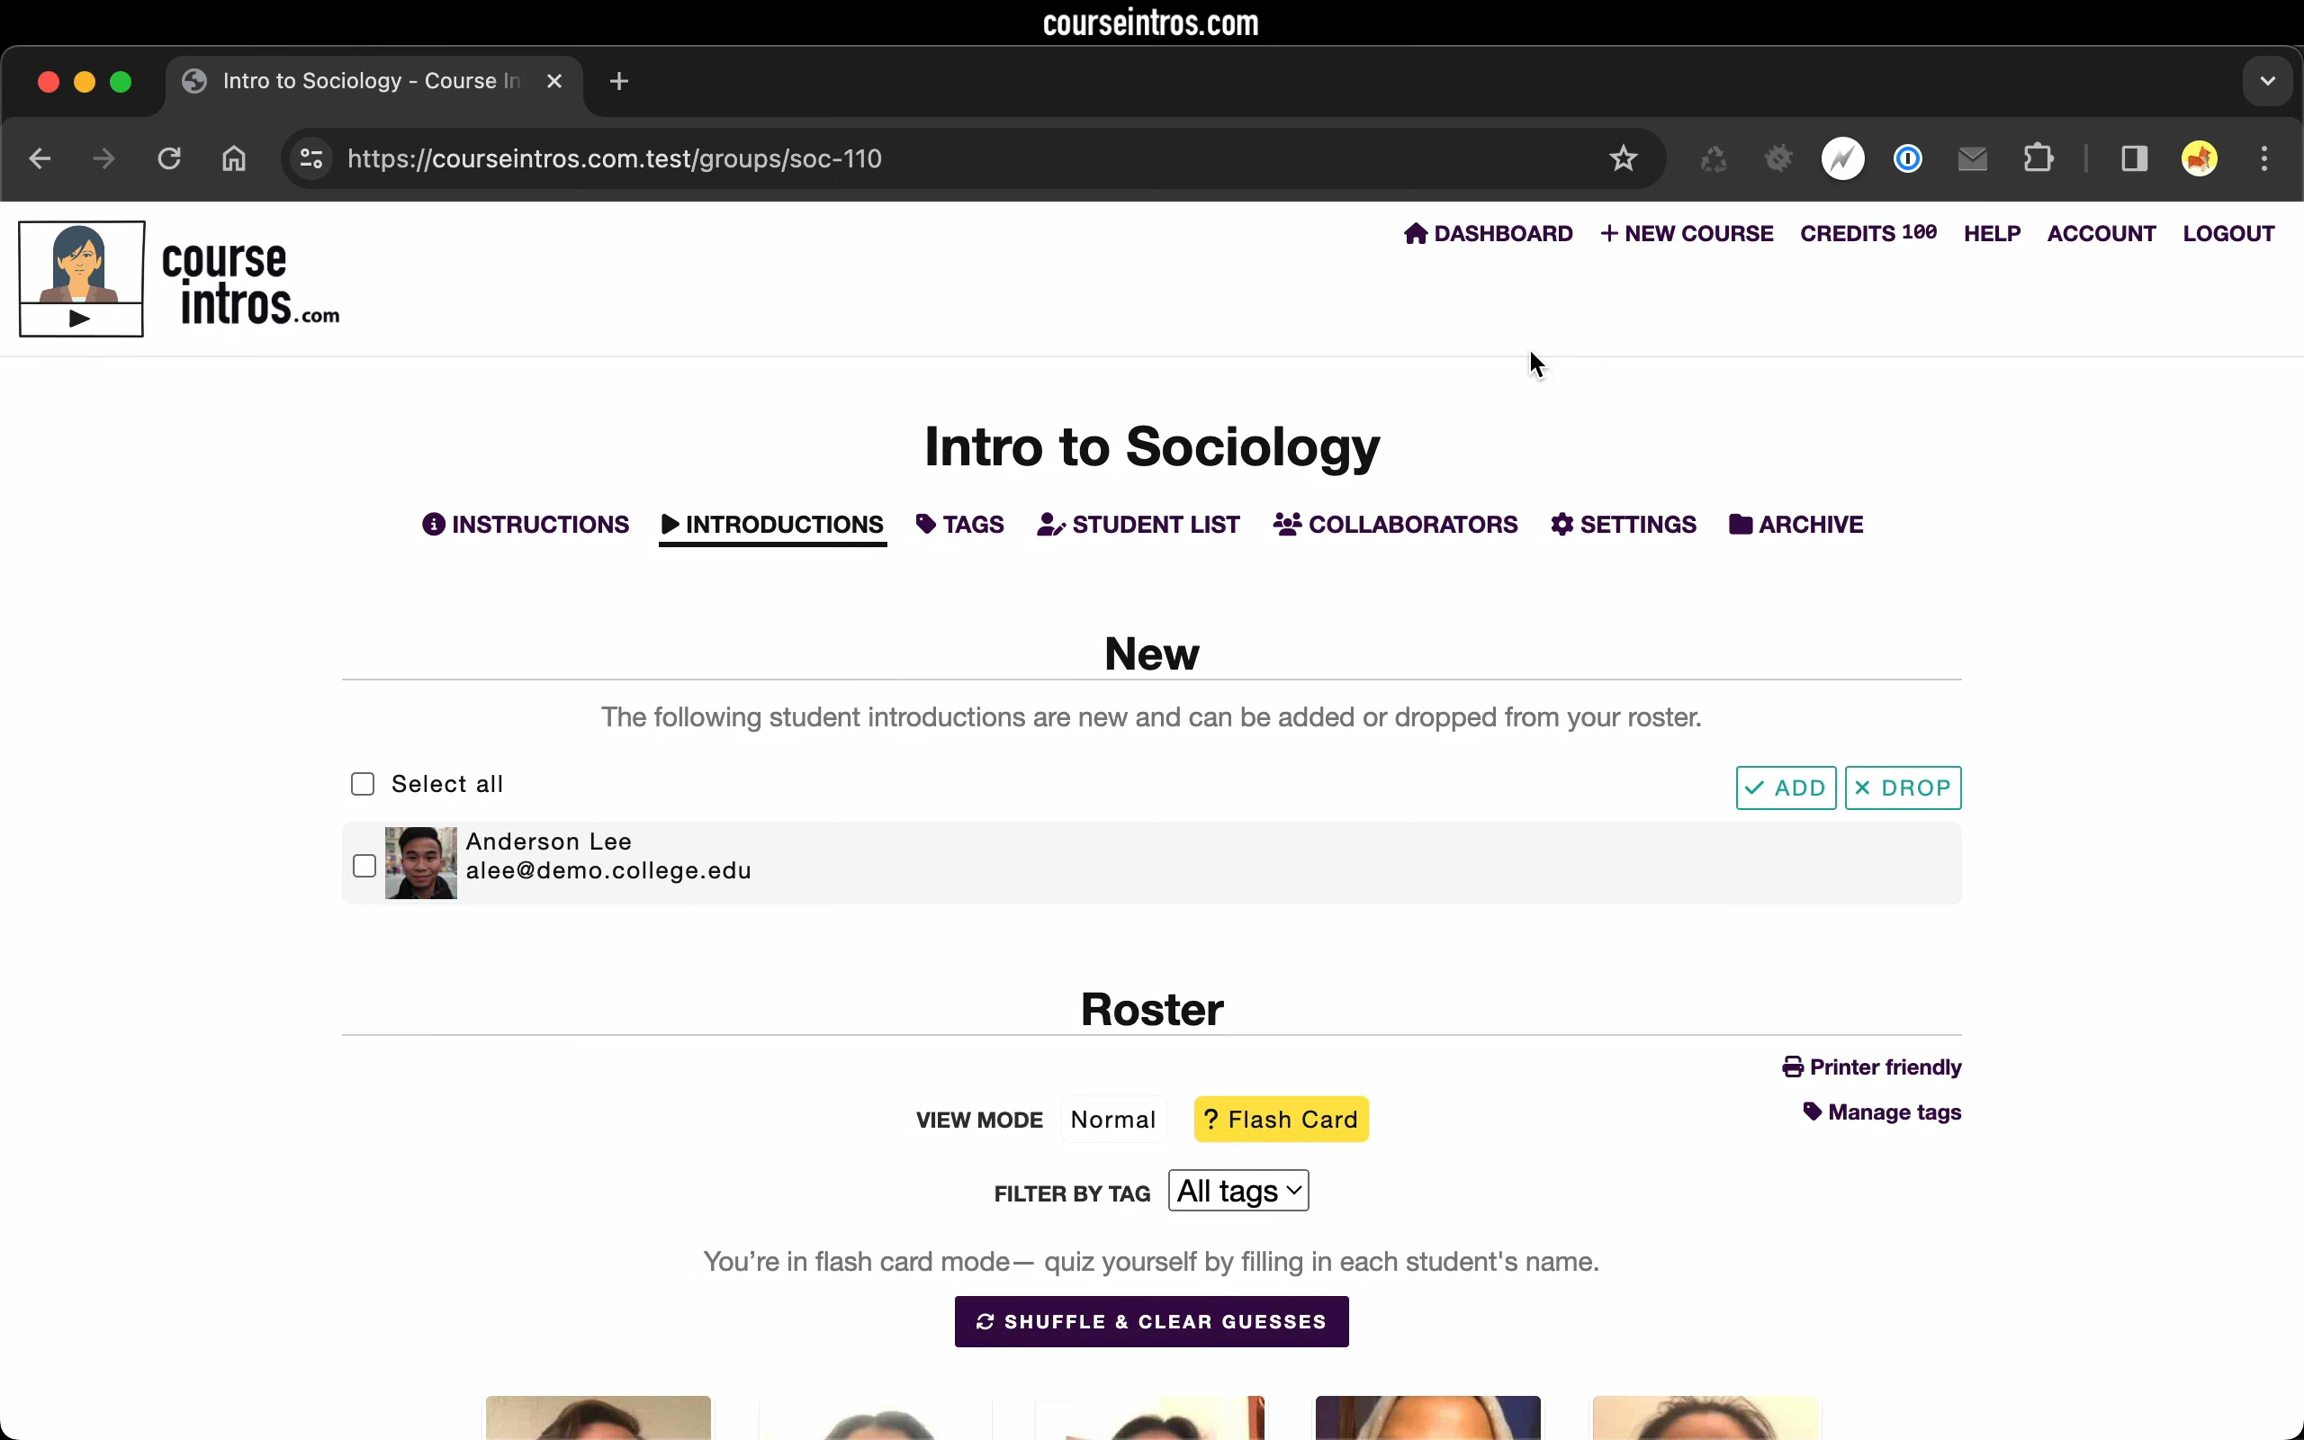 courseintros.com
Intro to Sociology - Course In
https://courseintros.com.test/groups/soc-110
DASHBOARD + NEW COURSE CREDITS 100 HELP ACCOUNT LOGOUT
course
intros.com
Intro to Sociology
INSTRUCTIONS INTRODUCTIONS TAGS STUDENT LIST COLLABORATORS SETTINGS ARCHIVE
New
The following student introductions are new and can be added or dropped from your roster.
Select all
ADD DROP
Anderson Lee
alee@demo.college.edu
Roster
Printer friendly
VIEW MODE Normal ? Flash Card
Manage tags
FILTER BY TAG All tags
You’re in flash card mode— quiz yourself by filling in each student's name.
SHUFFLE & CLEAR GUESSES